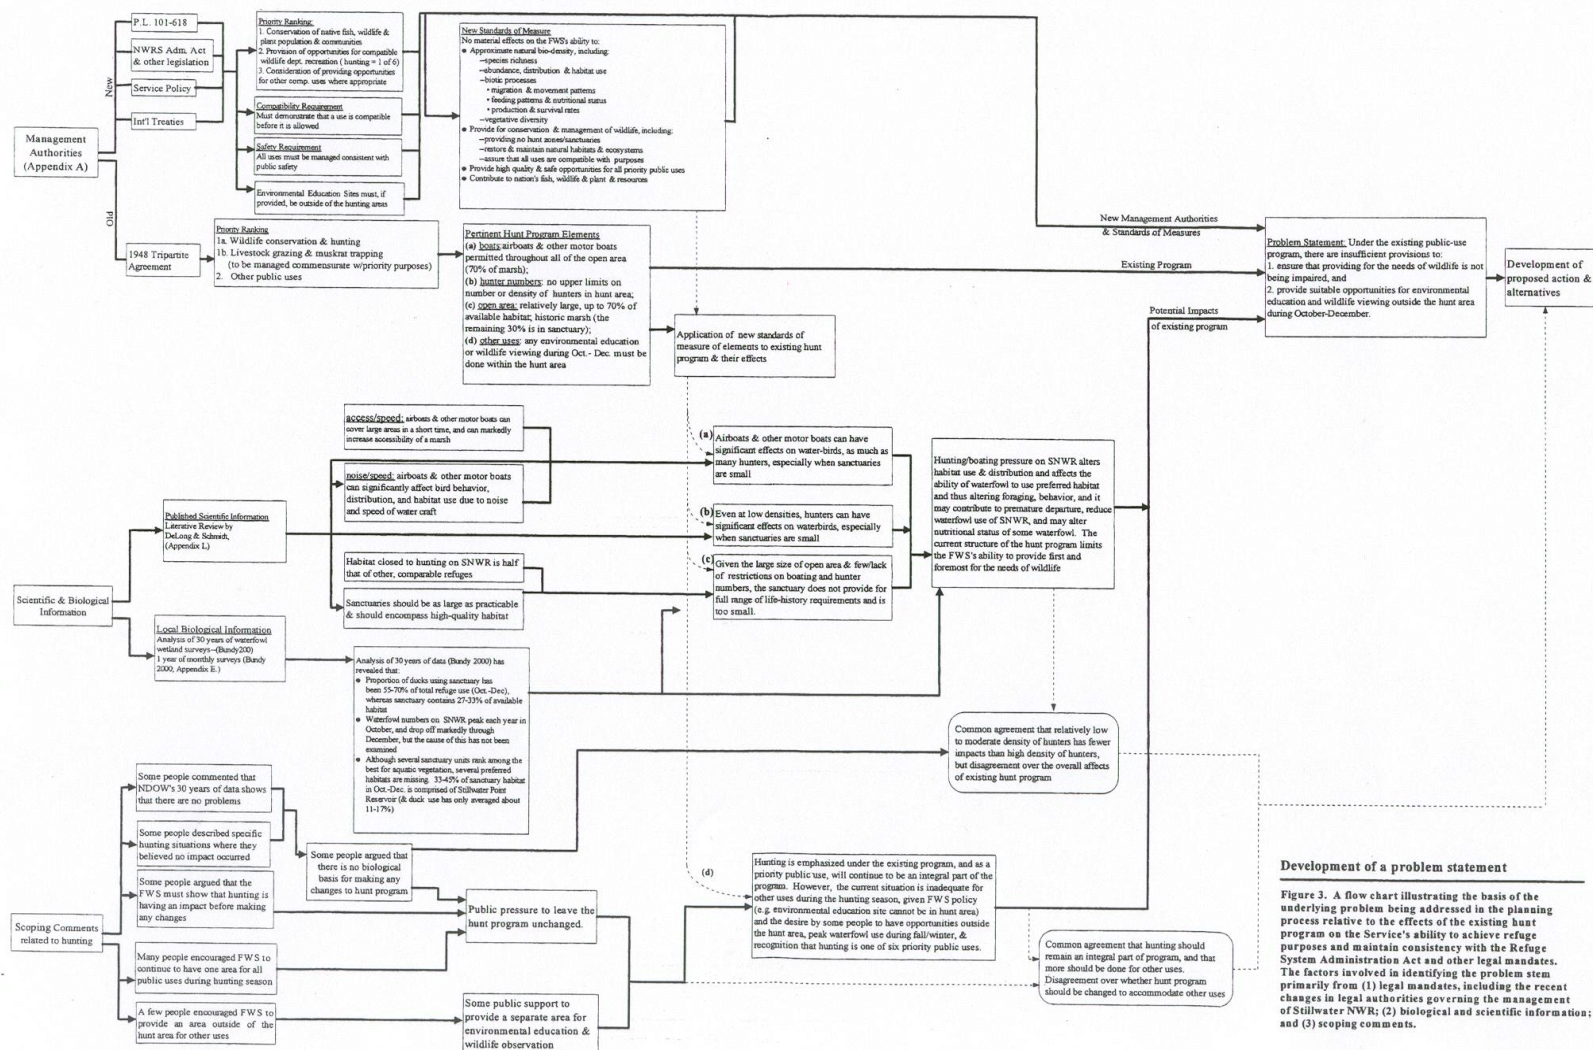 P.L. 101-618
NWRS Adm. Act
& other legislation
Service Policy
Int'l Treaties
New
Old
Management
Authorities
(Appendix A)
1948 Tripartite
Agreement
Priority Ranking:
1. Conservation of native fish, wildlife &
plant population & communities
2. Provision of opportunities for compatible
wildlife dept. recreation ( hunting = 1 of 6)
3. Consideration of providing opportunities
for other comp. uses where appropriate
Compatibility Requirement
Must demonstrate that a use is compatible
before it is allowed
Safety Requirement
All uses must be managed consistent with
public safety
Environmental Education Sites must, if
provided, be outside of the hunting areas
Priority Ranking
1a. Wildlife conservation & hunting
1b. Livestock grazing & muskrat trapping
(to be managed commensurate w/priority purposes)
2. Other public uses
New Standards of Measure
No material effects on the FWS's ability to:
● Approximate natural bio-density, including:
–species richness
–abundance, distribution & habitat use
–biotic processes
• migration & movement patterns
• feeding patterns & nutritional status
• production & survival rates
–vegetative diversity
● Provide for conservation & management of wildlife, including:
–providing no hunt zones/sanctuaries
–restore & maintain natural habitats & ecosystems
–assure that all uses are compatible with purposes
● Provide high quality & safe opportunities for all priority public uses
● Contribute to nation's fish, wildlife & plant & resources
Pertinent Hunt Program Elements
(a) boats:airboats & other motor boats
permitted throughout all of the open area
(70% of marsh);
(b) hunter numbers: no upper limits on
number or density of hunters in hunt area;
(c) open area: relatively large, up to 70% of
available habitat; historic marsh (the
remaining 30% is in sanctuary);
(d) other uses: any environmental education
or wildlife viewing during Oct.- Dec. must be
done within the hunt area
Application of new standards of
measure of elements to existing hunt
program & their effects
New Management Authorities
& Standards of Measures
Existing Program
Potential Impacts
of existing program
Problem Statement: Under the existing public-use
program, there are insufficient provisions to:
1. ensure that providing for the needs of wildlife is not
being impaired, and
2. provide suitable opportunities for environmental
education and wildlife viewing outside the hunt area
during October-December.
Development of
proposed action &
alternatives
access/speed: airboats & other motor boats can
cover large areas in a short time, and can markedly
increase accessibility of a marsh
noise/speed: airboats & other motor boats
can significantly affect bird behavior,
distribution, and habitat use due to noise
and speed of water craft
Habitat closed to hunting on SNWR is half
that of other, comparable refuges
Sanctuaries should be as large as practicable
& should encompass high-quality habitat
(a)
Airboats & other motor boats can have
significant effects on water-birds, as much as
many hunters, especially when sanctuaries
are small
(b)
Even at low densities, hunters can have
significant effects on waterbirds, especially
when sanctuaries are small
(c)
Given the large size of open area & few/lack
of restrictions on boating and hunter
numbers, the sanctuary does not provide for
full range of life-history requirements and is
too small.
Hunting/boating pressure on SNWR alters
habitat use & distribution and affects the
ability of waterfowl to use preferred habitat
and thus altering foraging, behavior, and it
may contribute to premature departure, reduce
waterfowl use of SNWR, and may alter
nutritional status of some waterfowl. The
current structure of the hunt program limits
the FWS's ability to provide first and
foremost for the needs of wildlife
Scientific & Biological
Information
Published Scientific Information
Literative Review by
DeLong & Schmidt,
(Appendix L)
Local Biological Information
Analysis of 30 years of waterfowl
wetland surveys--(Bundy200)
1 year of monthly surveys (Bundy
2000, Appendix E.)
Analysis of 30 years of data (Bundy 2000) has
revealed that:
● Proportion of ducks using sanctuary has
been 55-70% of total refuge use (Oct.-Dec),
whereas sanctuary contains 27-33% of available
habitat
● Waterfowl numbers on SNWR peak each year in
October, and drop off markedly through
December, but the cause of this has not been
examined
● Although several sanctuary units rank among the
best for aquatic vegetation, several preferred
habitats are missing. 33-45% of sanctuary habitat
in Oct.-Dec. is comprised of Stillwater Point
Reservoir (& duck use has only averaged about
11-17%)
Common agreement that relatively low
to moderate density of hunters has fewer
impacts than high density of hunters,
but disagreement over the overall affects
of existing hunt program
Scoping Comments
related to hunting
Some people commented that
NDOW's 30 years of data shows
that there are no problems
Some people described specific
hunting situations where they
believed no impact occurred
Some people argued that the
FWS must show that hunting is
having an impact before making
any changes
Many people encouraged FWS to
continue to have one area for all
public uses during hunting season
A few people encouraged FWS to
provide an area outside of the
hunt area for other uses
Some people argued that
there is no biological
basis for making any
changes to hunt program
Public pressure to leave the
hunt program unchanged.
Some public support to
provide a separate area for
environmental education &
wildlife observation
(d)
Hunting is emphasized under the existing program, and as a
priority public use, will continue to be an integral part of the
program. However, the current situation is inadequate for
other uses during the hunting season, given FWS policy
(e.g. environmental education site cannot be in hunt area)
and the desire by some people to have opportunities outside
the hunt area, peak waterfowl use during fall/winter, &
recognition that hunting is one of six priority public uses.
Common agreement that hunting should
remain an integral part of program, and that
more should be done for other uses.
Disagreement over whether hunt program
should be changed to accommodate other uses
Development of a problem statement
Figure 3. A flow chart illustrating the basis of the
underlying problem being addressed in the planning
process relative to the effects of the existing hunt
program on the Service's ability to achieve refuge
purposes and maintain consistency with the Refuge
System Administration Act and other legal mandates.
The factors involved in identifying the problem stem
primarily from (1) legal mandates, including the recent
changes in legal authorities governing the management
of Stillwater NWR; (2) biological and scientific information;
and (3) scoping comments.